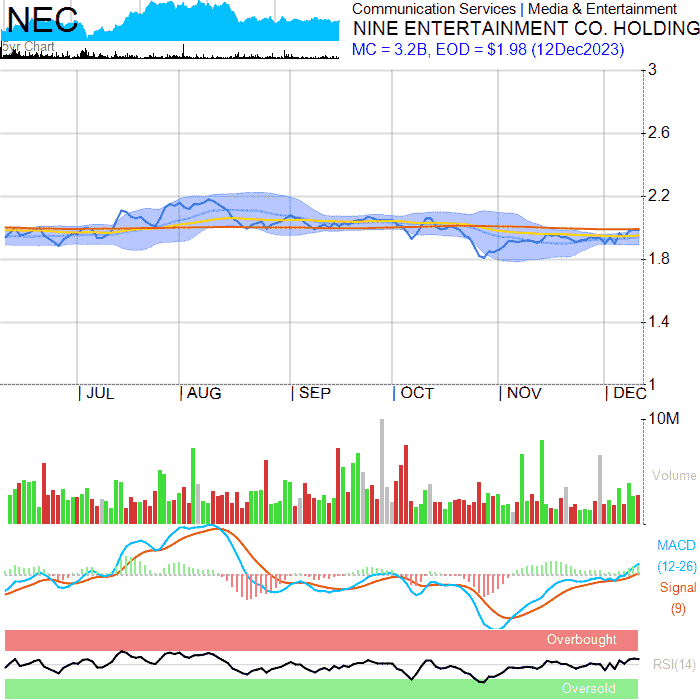 NEC
Communication Services | Media & Entertainment
NINE ENTERTAINMENT CO. HOLDING
MC = 3.2B, EOD = $1.98 (12Dec2023)
Chart
3
2.6
2.2
1.8
1.4
1
| JUL | AUG | SEP | OCT | NOV | DEC
10M
Volume
MACD
(12-26)
Signal
(9)
Overbought
RSI(14)
Oversold